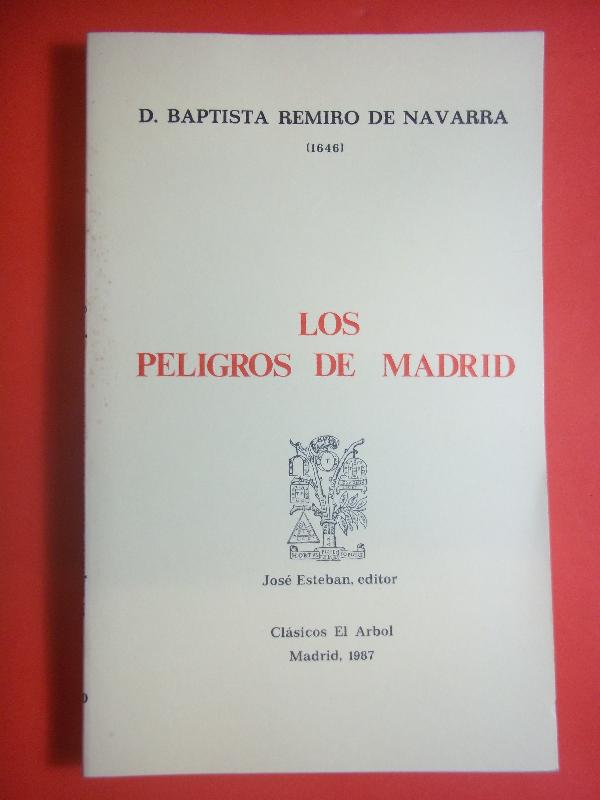 D. BAPTISTA REMIRO DE NAVARRA
(1646)
LOS
PELIGROS DE MADRID
José Esteban, editor
Clásicos El Arbol
Madrid, 1987